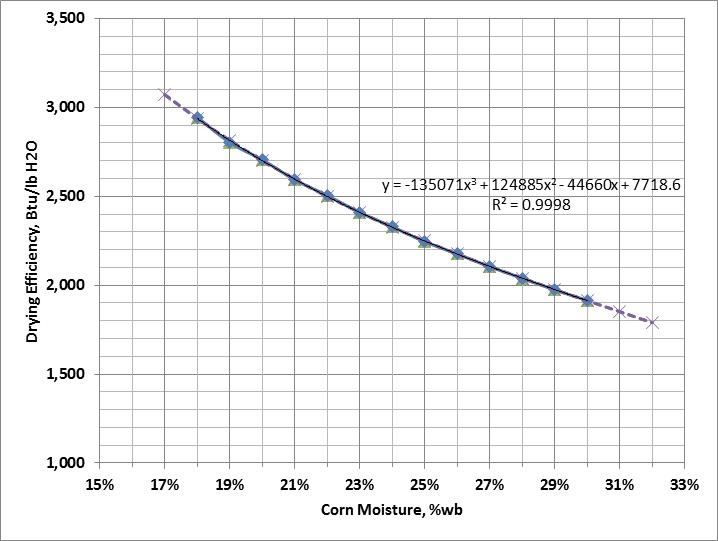 3,500
3,000
2,500
2,000
1,500
1,000
Drying Efficiency, Btu/lb H2O
y = -135071x³ + 124885x² - 44660x + 7718.6
R² = 0.9998
15% 17% 19% 21% 23% 25% 27% 29% 31% 33%
Corn Moisture, %wb